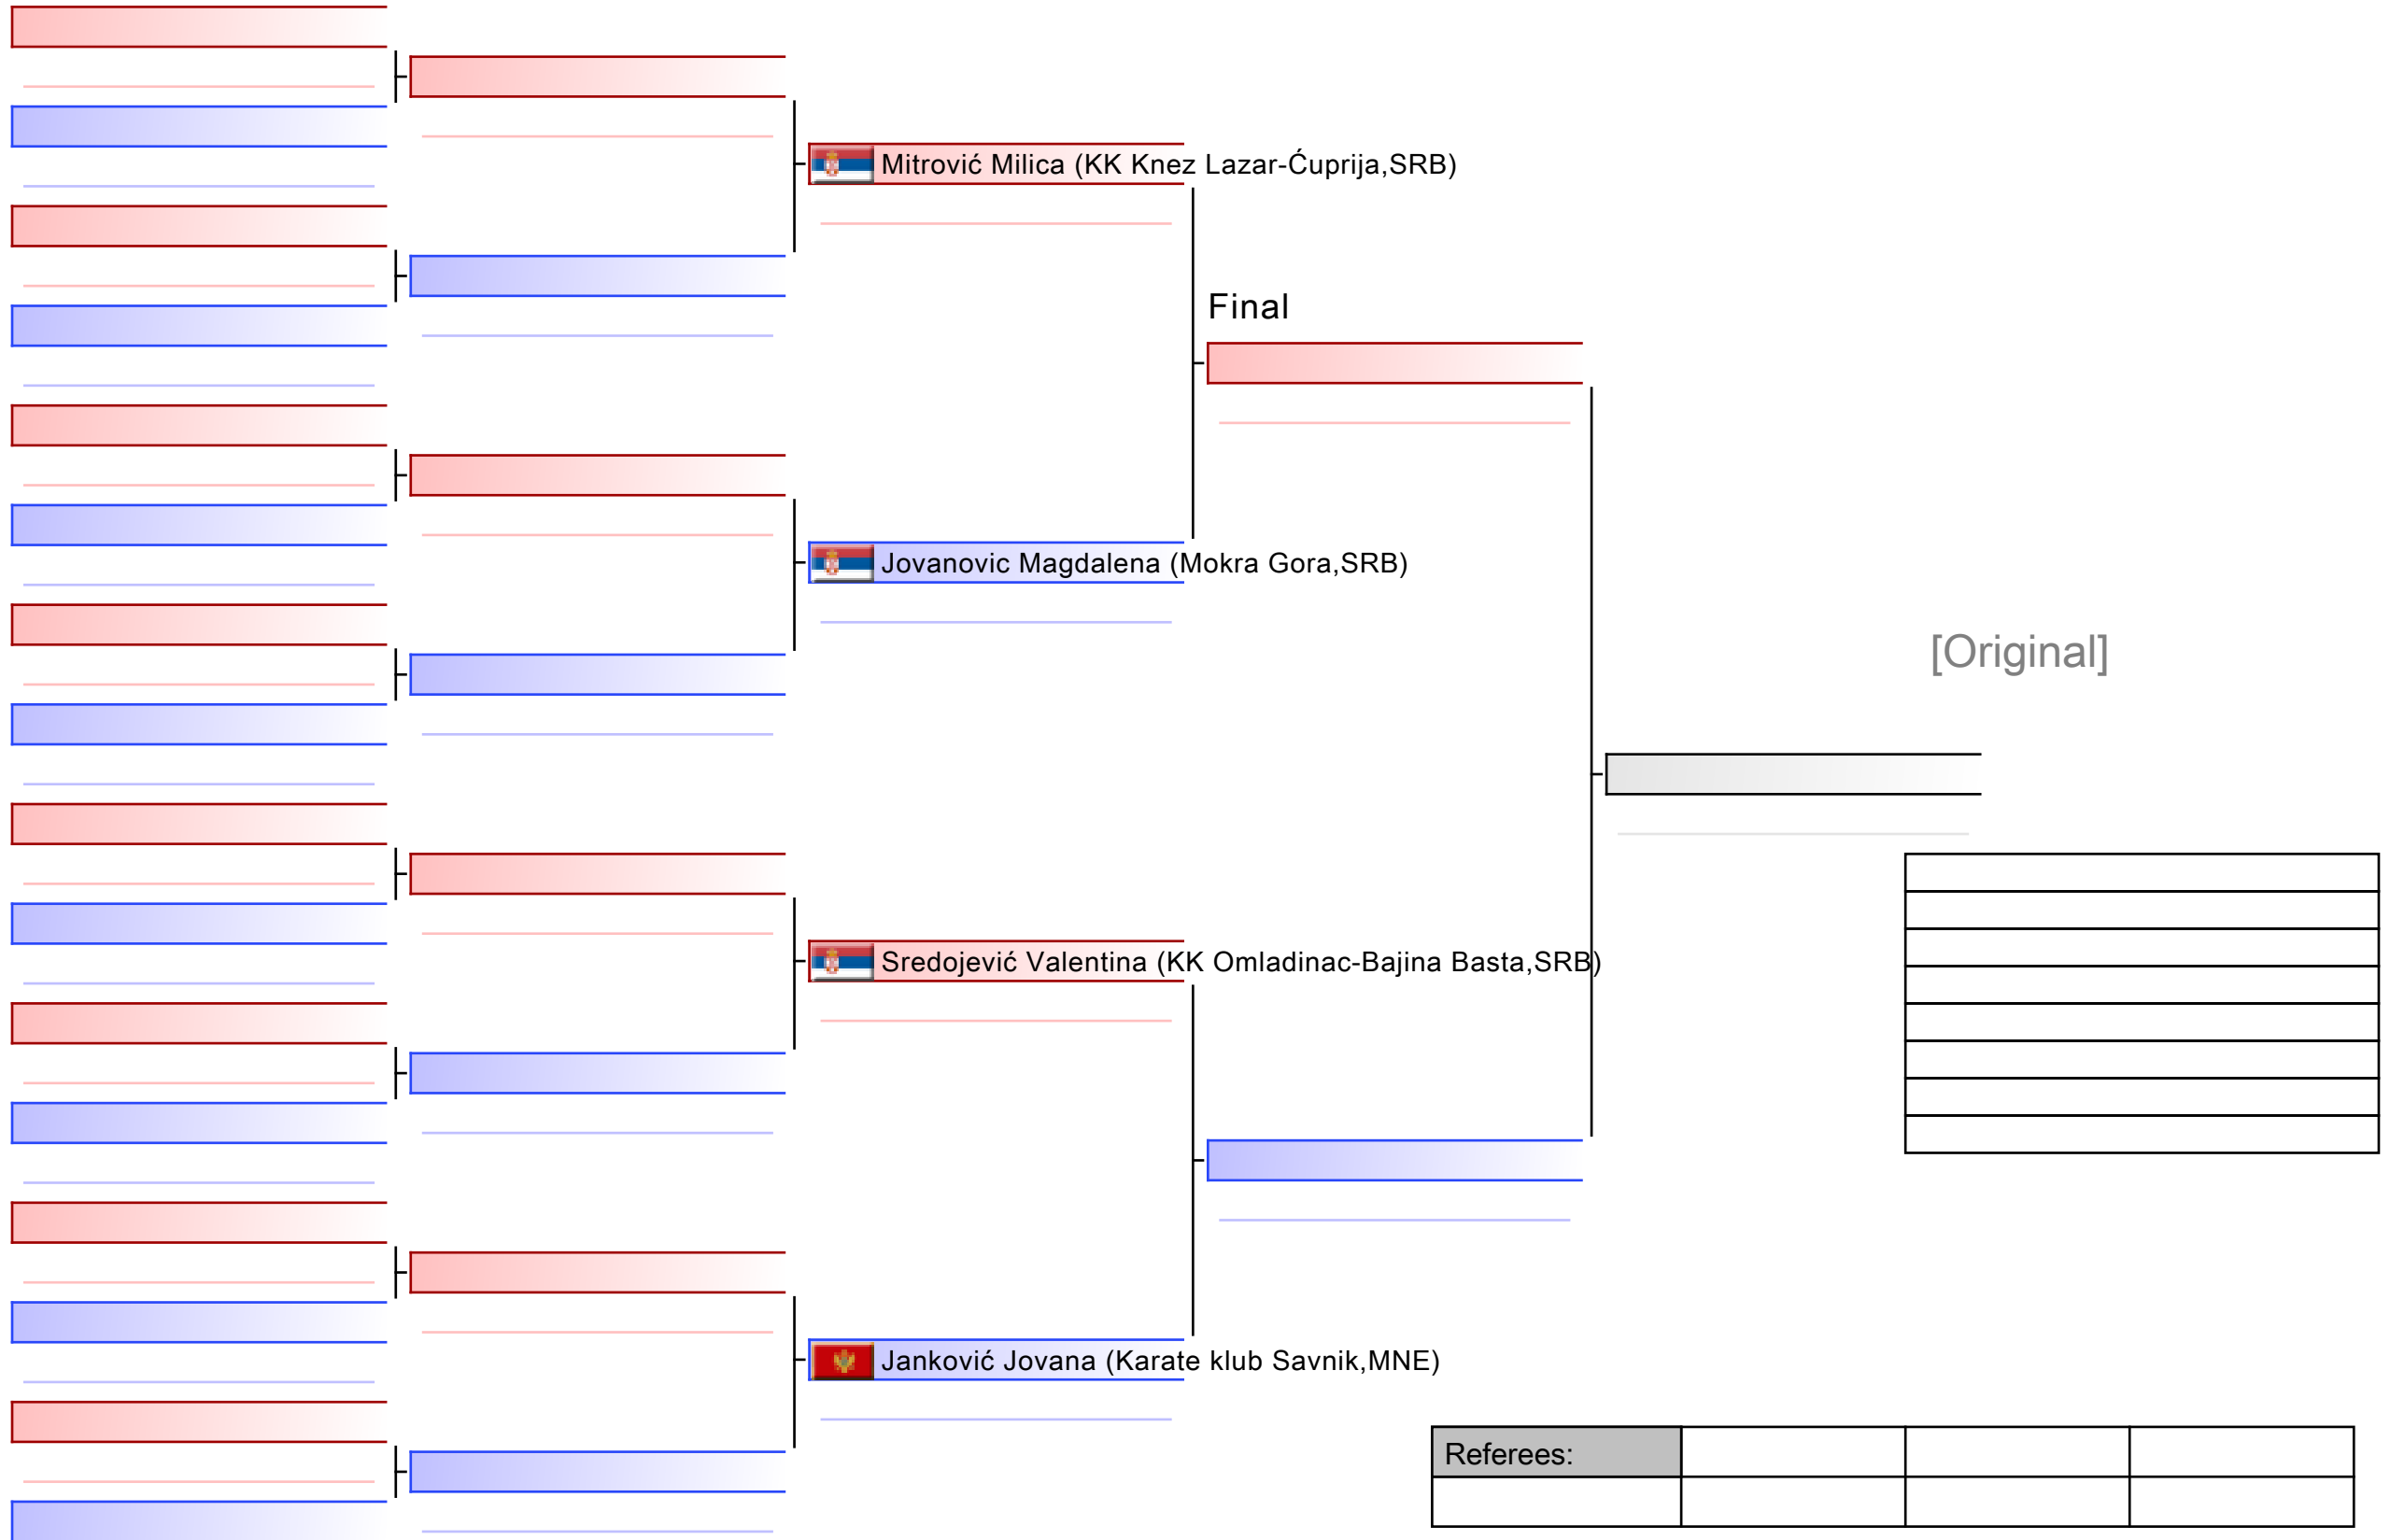 Mitrović Milica (KK Knez Lazar-Ćuprija,SRB)
Final
Jovanovic Magdalena (Mokra Gora,SRB)
[Original]
Sredojević Valentina (KK Omladinac-Bajina Basta,SRB)
Janković Jovana (Karate klub Savnik,MNE)
Referees: